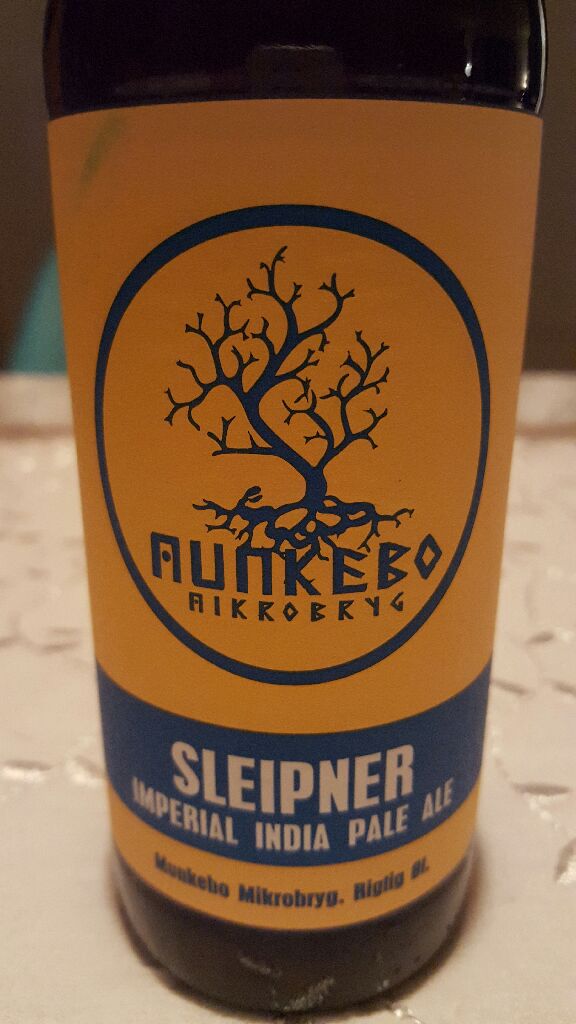 MUNKEBO
MIKROBRYG
SLEIPNER
IMPERIAL INDIA PALE ALE
Munkebo Mikrobryg. Rigtig Øl.